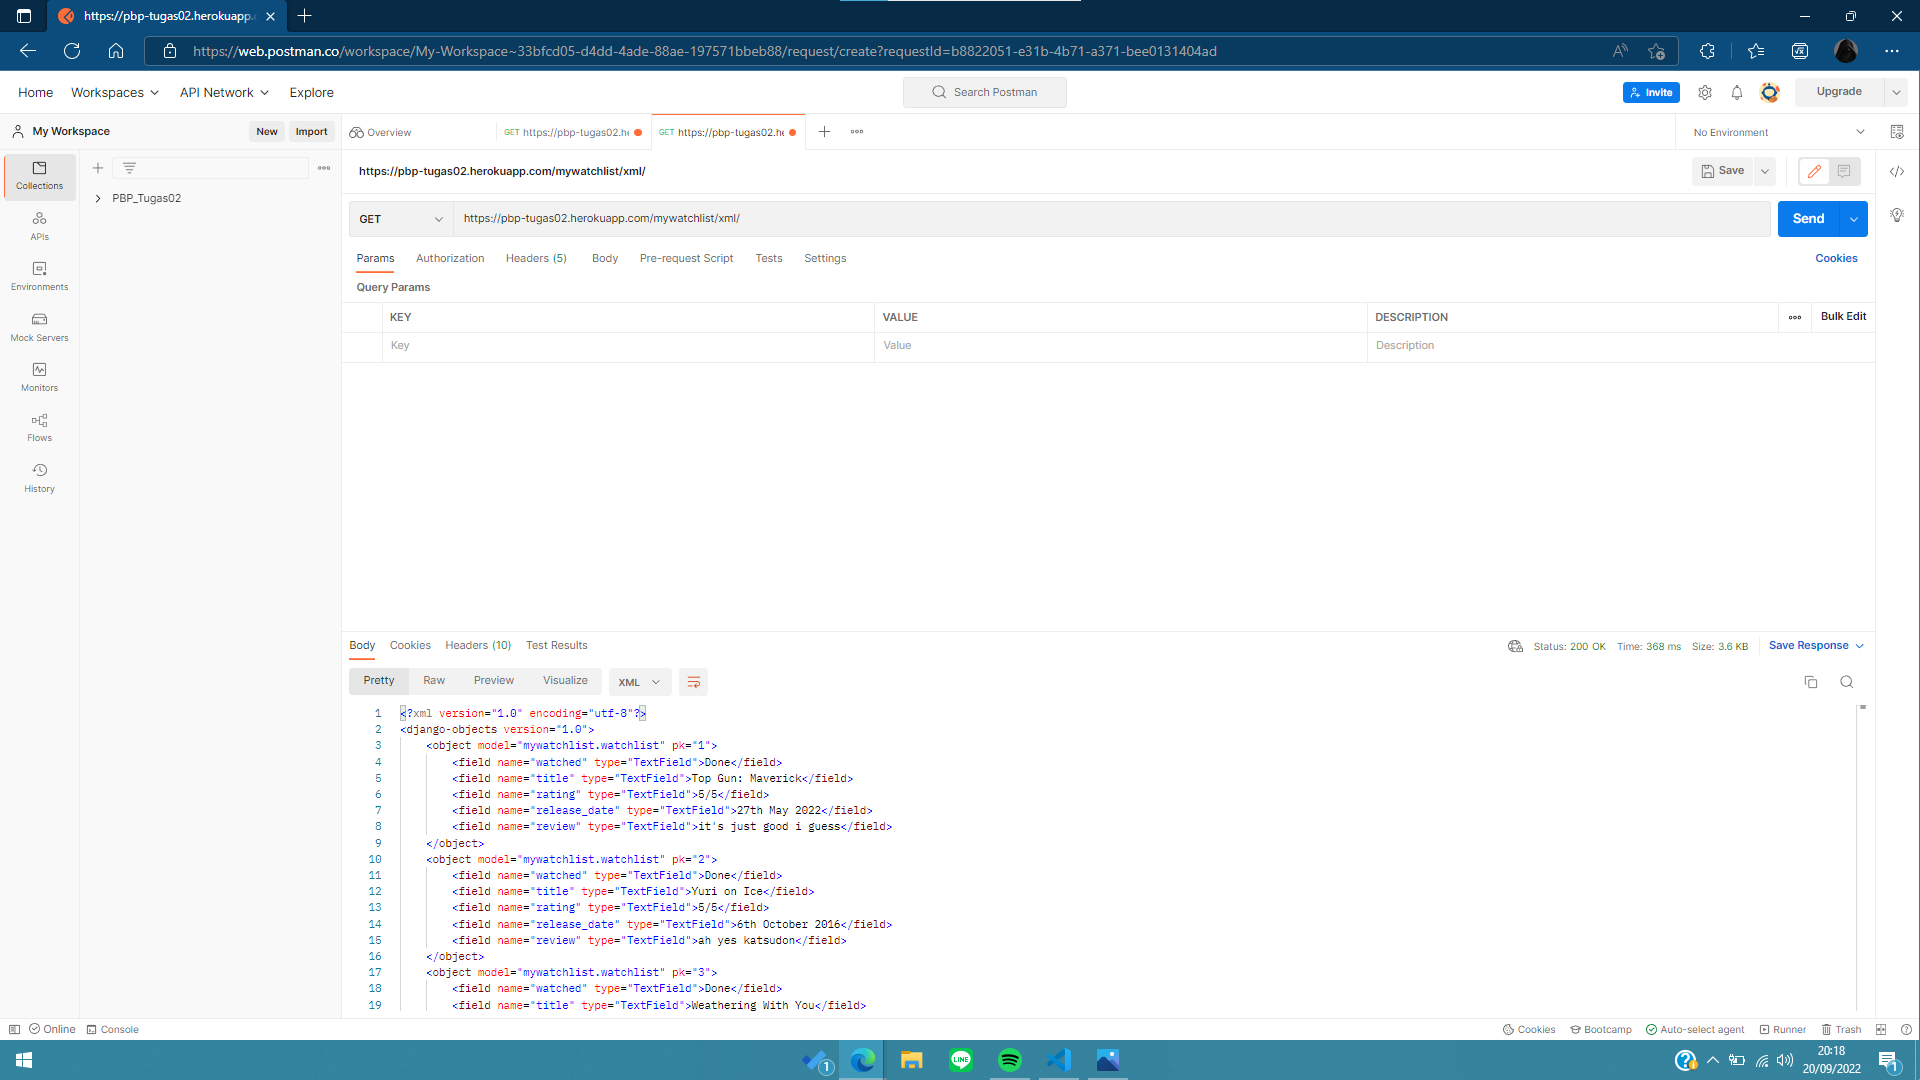 https://pbp-tugas02.herokuapp.
https://web.postman.co/workspace/My-Workspace~33bfcd05-d4dd-4ade-88ae-197571bbeb88/request/create?requestId=b8822051-e31b-4b71-a371-bee0131404ad
Home Workspaces API Network Explore Search Postman Invite Upgrade
My Workspace New Import Overview GET https://pbp-tugas02.he GET https://pbp-tugas02.he No Environment
Collections
APIs
Environments
Mock Servers
Monitors
Flows
History
PBP_Tugas02
https://pbp-tugas02.herokuapp.com/mywatchlist/xml/ Save
GET https://pbp-tugas02.herokuapp.com/mywatchlist/xml/ Send
Params Authorization Headers (5) Body Pre-request Script Tests Settings Cookies
Query Params
KEY VALUE DESCRIPTION Bulk Edit
Key Value Description
Body Cookies Headers (10) Test Results Status: 200 OK Time: 368 ms Size: 3.6 KB Save Response
Pretty Raw Preview Visualize XML
1 <?xml version="1.0" encoding="utf-8"?>
2 <django-objects version="1.0">
3 <object model="mywatchlist.watchlist" pk="1">
4 <field name="watched" type="TextField">Done</field>
5 <field name="title" type="TextField">Top Gun: Maverick</field>
6 <field name="rating" type="TextField">5/5</field>
7 <field name="release_date" type="TextField">27th May 2022</field>
8 <field name="review" type="TextField">it's just good i guess</field>
9 </object>
10 <object model="mywatchlist.watchlist" pk="2">
11 <field name="watched" type="TextField">Done</field>
12 <field name="title" type="TextField">Yuri on Ice</field>
13 <field name="rating" type="TextField">5/5</field>
14 <field name="release_date" type="TextField">6th October 2016</field>
15 <field name="review" type="TextField">ah yes katsudon</field>
16 </object>
17 <object model="mywatchlist.watchlist" pk="3">
18 <field name="watched" type="TextField">Done</field>
19 <field name="title" type="TextField">Weathering With You</field>
Online Console Cookies Bootcamp Auto-select agent Runner Trash
1 LINE 20:18 1
20/09/2022